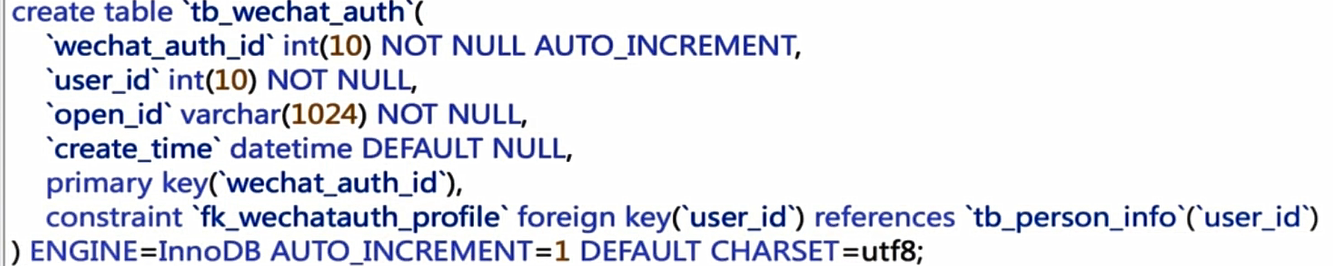 create table `tb_wechat_auth`(
`wechat_auth_id` int(10) NOT NULL AUTO_INCREMENT,
`user_id` int(10) NOT NULL,
`open_id` varchar(1024) NOT NULL,
`create_time` datetime DEFAULT NULL,
primary key(`wechat_auth_id`),
constraint `fk_wechatauth_profile` foreign key(`user_id`) references `tb_person_info`(`user_id`)
) ENGINE=InnoDB AUTO_INCREMENT=1 DEFAULT CHARSET=utf8;